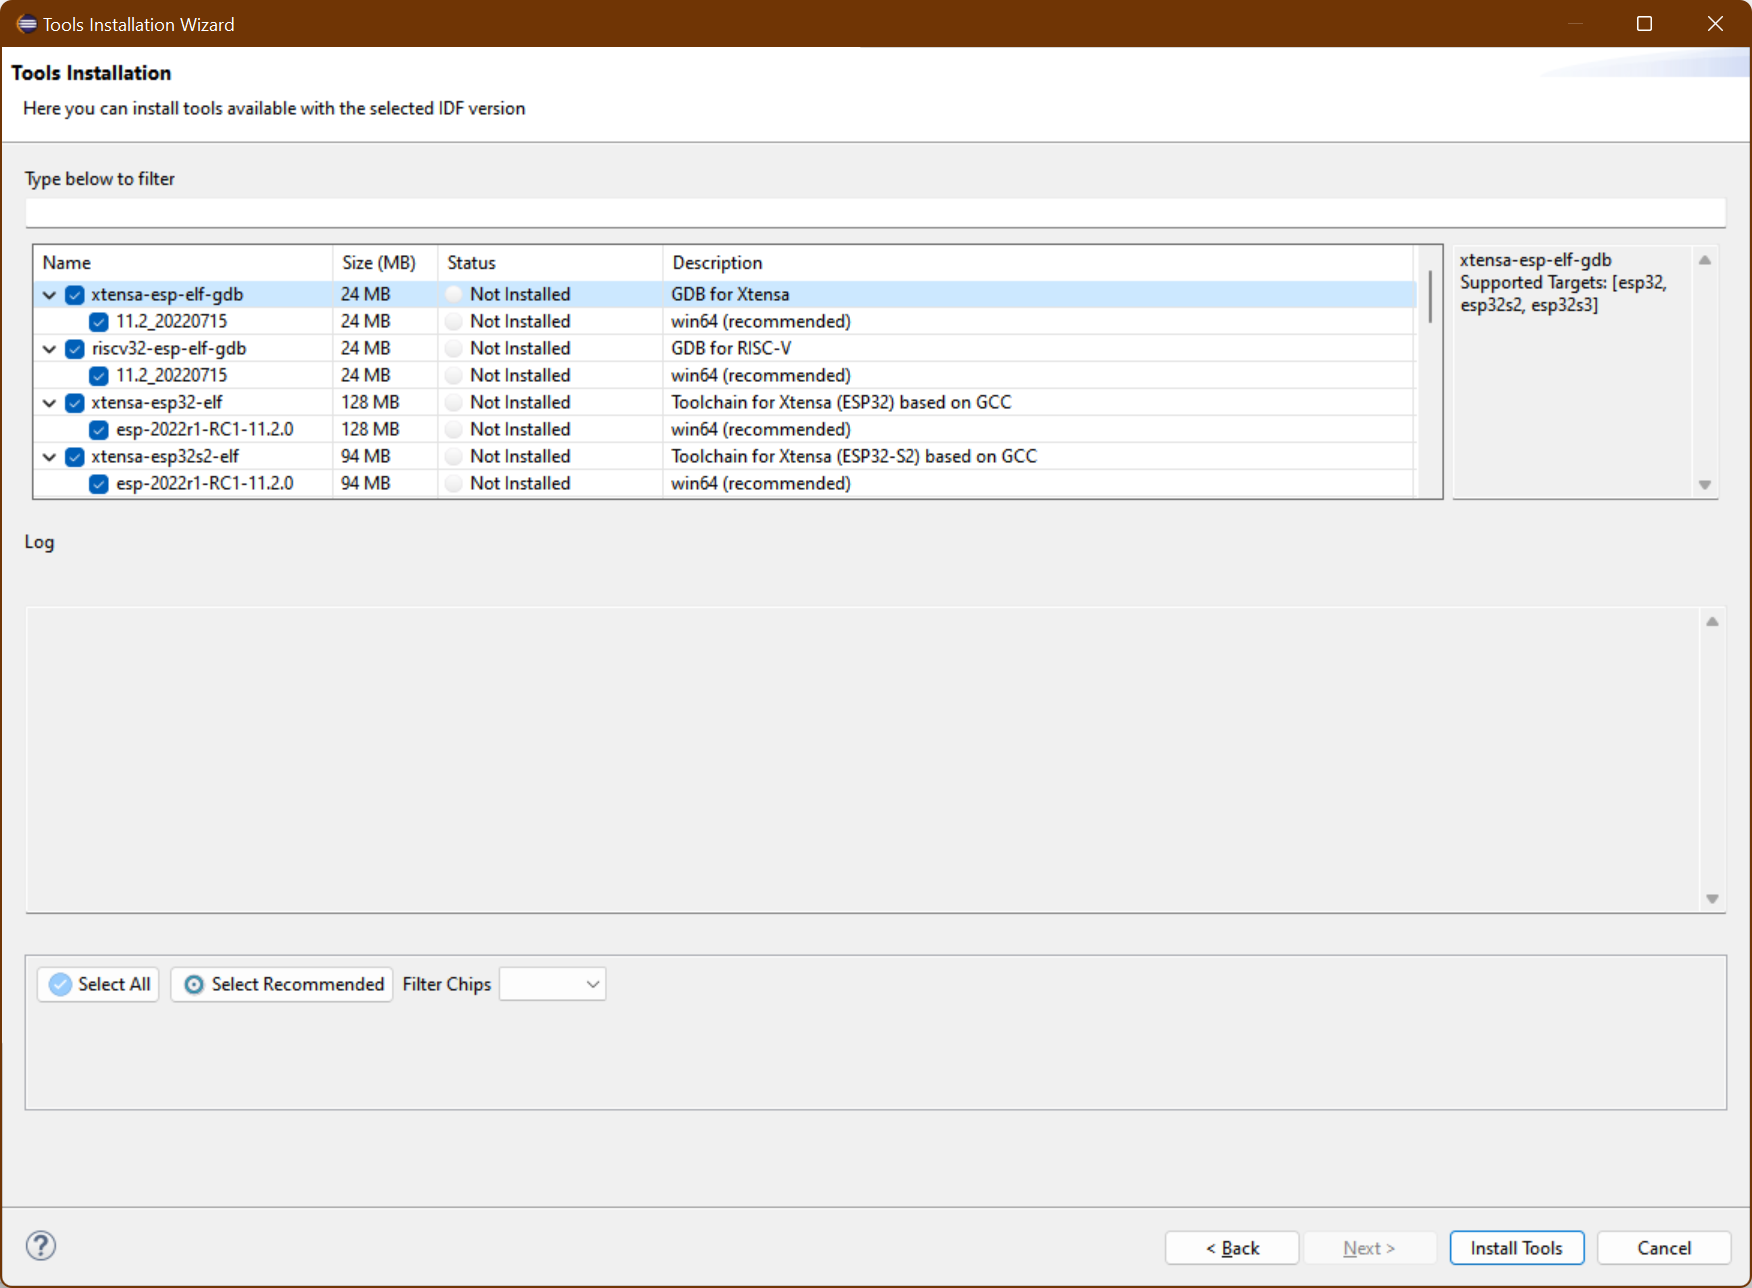 Tools Installation Wizard
Tools Installation
Here you can install tools available with the selected IDF version
Type below to filter
Name Size (MB) Status Description
xtensa-esp-elf-gdb 24 MB Not Installed GDB for Xtensa
11.2_20220715 24 MB Not Installed win64 (recommended)
riscv32-esp-elf-gdb 24 MB Not Installed GDB for RISC-V
11.2_20220715 24 MB Not Installed win64 (recommended)
xtensa-esp32-elf 128 MB Not Installed Toolchain for Xtensa (ESP32) based on GCC
esp-2022r1-RC1-11.2.0 128 MB Not Installed win64 (recommended)
xtensa-esp32s2-elf 94 MB Not Installed Toolchain for Xtensa (ESP32-S2) based on GCC
esp-2022r1-RC1-11.2.0 94 MB Not Installed win64 (recommended)
xtensa-esp-elf-gdb
Supported Targets: [esp32,
esp32s2, esp32s3]
Log
Select All Select Recommended Filter Chips
? < Back Next > Install Tools Cancel